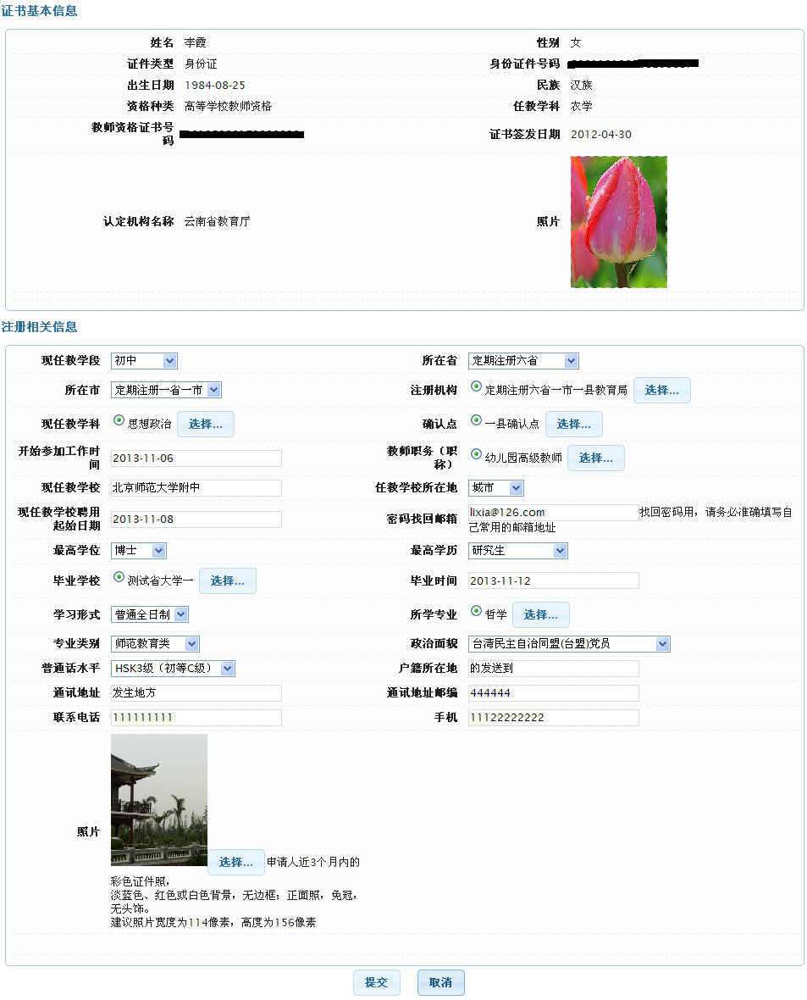 证书基本信息
姓名 李霞 性别 女
证件类型 身份证 身份证件号码
出生日期 1984-08-25 民族 汉族
资格种类 高等学校教师资格 任教学科 农学
教师资格证书号
码 证书签发日期 2012-04-30
认定机构名称 云南省教育厅 照片
注册相关信息
现任教学段 初中 所在省 定期注册六省
所在市 定期注册一省一市 注册机构 定期注册六省一市一县教育局 选择...
现任教学科 思想政治 选择... 确认点 一县确认点 选择...
开始参加工作时
间 2013-11-06 教师职务（职
称） 幼儿园高级教师 选择...
现任教学校 北京师范大学附中 任教学校所在地 城市
现任教学校聘用
起始日期 2013-11-08 密码找回邮箱 lixia@126.com 找回密码用，请务必准确填写自
己常用的邮箱地址
最高学位 博士 最高学历 研究生
毕业学校 测试省大学一 选择... 毕业时间 2013-11-12
学习形式 普通全日制 所学专业 哲学 选择...
专业类别 师范教育类 政治面貌 台湾民主自治同盟(台盟)党员
普通话水平 HSK3级（初等C级） 户籍所在地 的发送到
通讯地址 发生地方 通讯地址邮编 444444
联系电话 111111111 手机 11122222222
照片 选择... 申请人近3个月内的
彩色证件照，
淡蓝色、红色或白色背景，无边框；正面照，免冠，
无头饰。
建议照片宽度为114像素，高度为156像素
提交 取消